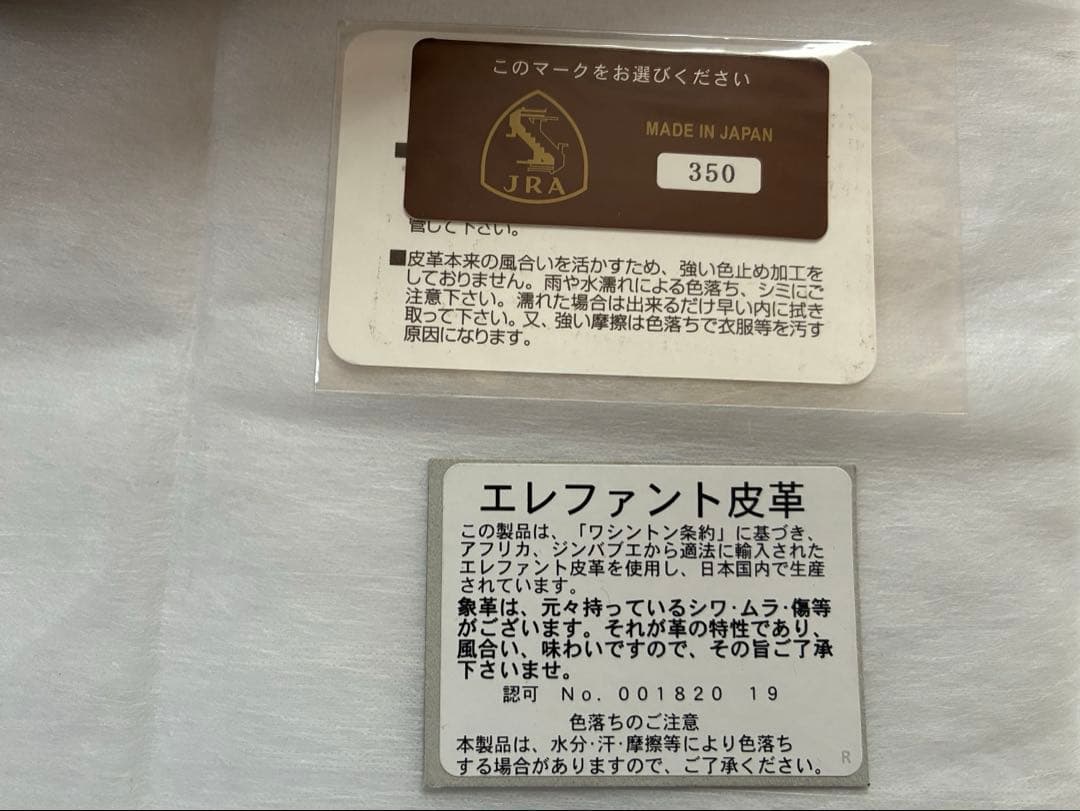 このマークをお選びください
MADE IN JAPAN
350
JRA
管して下さい。
■皮革本来の風合いを活かすため、強い色止め加工を
しておりません。雨や水濡れによる色落ち、シミにご
注意下さい。濡れた場合は出来るだけ早い内に拭き
取って下さい。又、強い摩擦は色落ちで衣服等を汚す
原因になります。
エレファント皮革
この製品は、「ワシントン条約」に基づき、
アフリカ、ジンバブエから適法に輸入された
エレファント皮革を使用し、日本国内で生産
されています。
象革は、元々持っているシワ･ムラ･傷等
がございます。それが革の特性であり、
風合い、味わいですので、その旨ご了承
下さいませ。
認可 No. 001820 19
色落ちのご注意
本製品は、水分･汗･摩擦等により色落ち
する場合がありますので、ご了承ください。
R